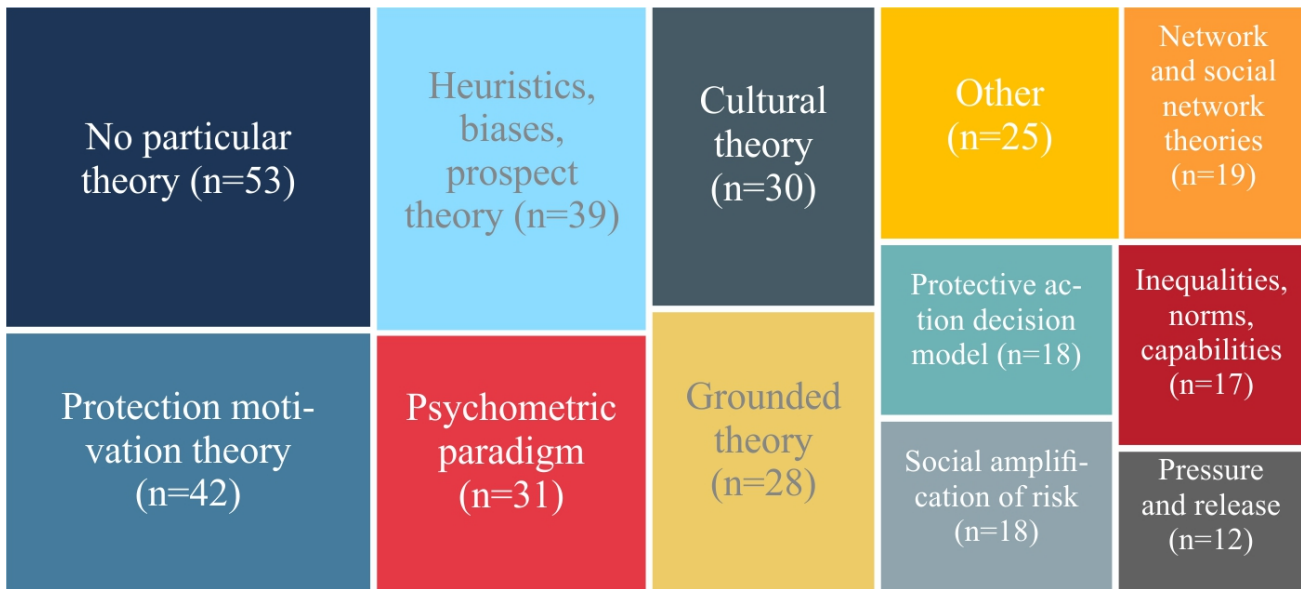 No particular
theory (n=53)
Protection moti-
vation theory
(n=42)
Heuristics,
biases,
prospect
theory (n=39)
Psychometric
paradigm
(n=31)
Cultural
theory
(n=30)
Grounded
theory
(n=28)
Other
(n=25)
Network
and social
network
theories
(n=19)
Protective ac-
tion decision
model (n=18)
Inequalities,
norms,
capabilities
(n=17)
Social amplifi-
cation of risk
(n=18)
Pressure
and release
(n=12)